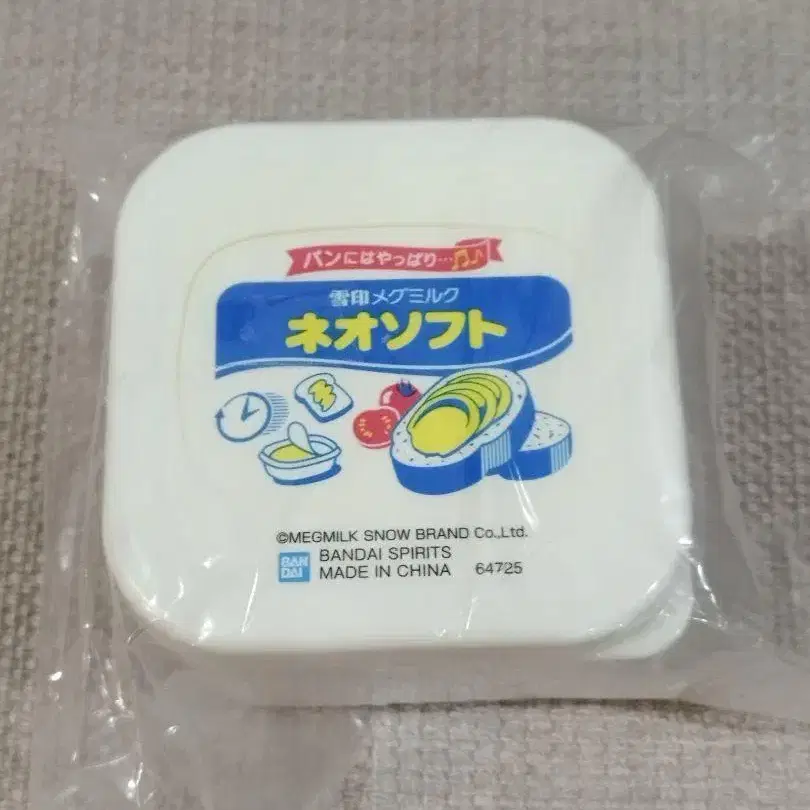 パンにはやっぱり…♫♪
雪印メグミルク
ネオソフト
©MEGMILK SNOW BRAND Co.,Ltd.
BAN
DAI
BANDAI SPIRITS
MADE IN CHINA 64725